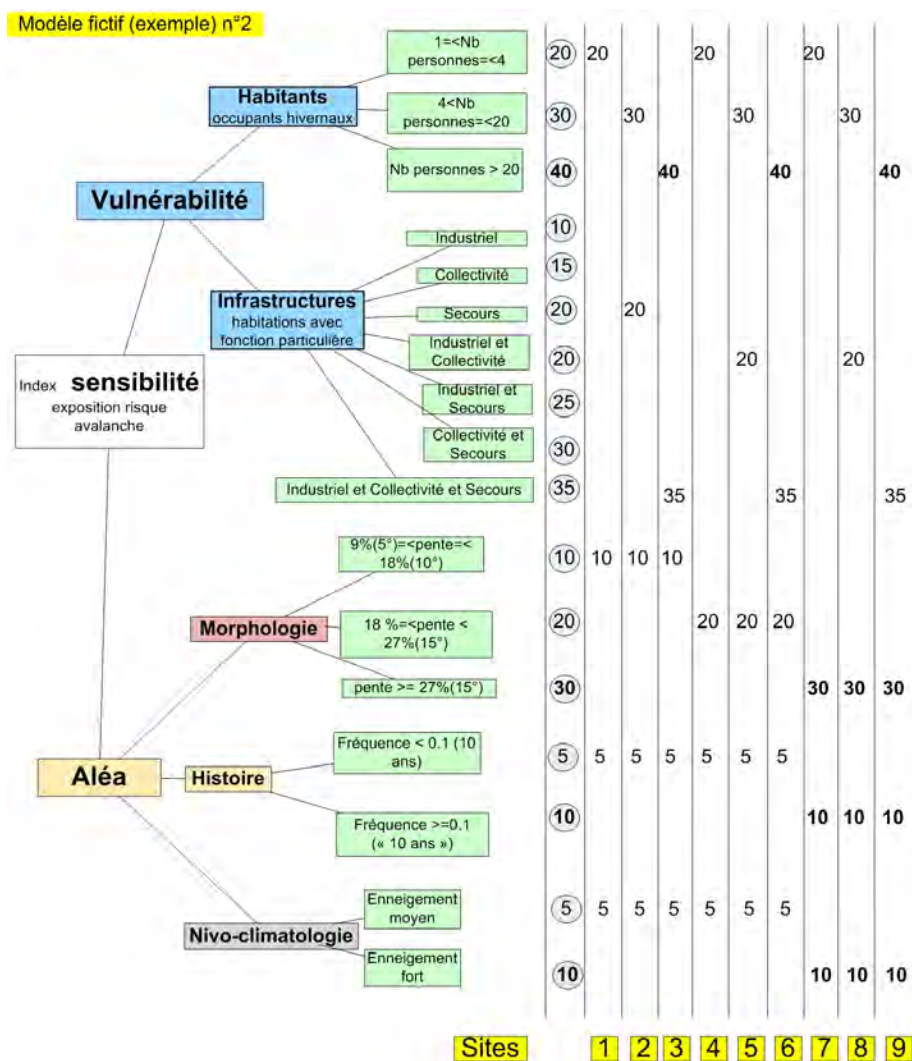 Modèle fictif (exemple) n°2
1=<Nb
personnes=<4
20 20 20 20
Habitants
occupants hivernaux
4<Nb
personnes=<20
30 30 30 30
Nb personnes > 20
40 40 40 40
Vulnérabilité
10
Industriel
15
Collectivité
Infrastructures
habitations avec
fonction particulière
Secours
20 20
Industriel et
Collectivité
20 20 20
Index sensibilité
exposition risque
avalanche
Industriel et
Secours
25
Collectivité et
Secours
30
Industriel et Collectivité et Secours
35 35 35 35
9%(5°)=<pente=<
18%(10°)
10 10 10 10
Morphologie
18 %=<pente <
27%(15°)
20 20 20 20
pente >= 27%(15°)
30 30 30 30
Fréquence < 0.1 (10
ans)
5 5 5 5 5 5 5
Aléa
Histoire
Fréquence >=0.1
(« 10 ans »)
10 10 10 10
Enneigement
moyen
5 5 5 5 5 5 5
Nivo-climatologie
Enneigement
fort
10 10 10 10
Sites 1 2 3 4 5 6 7 8 9